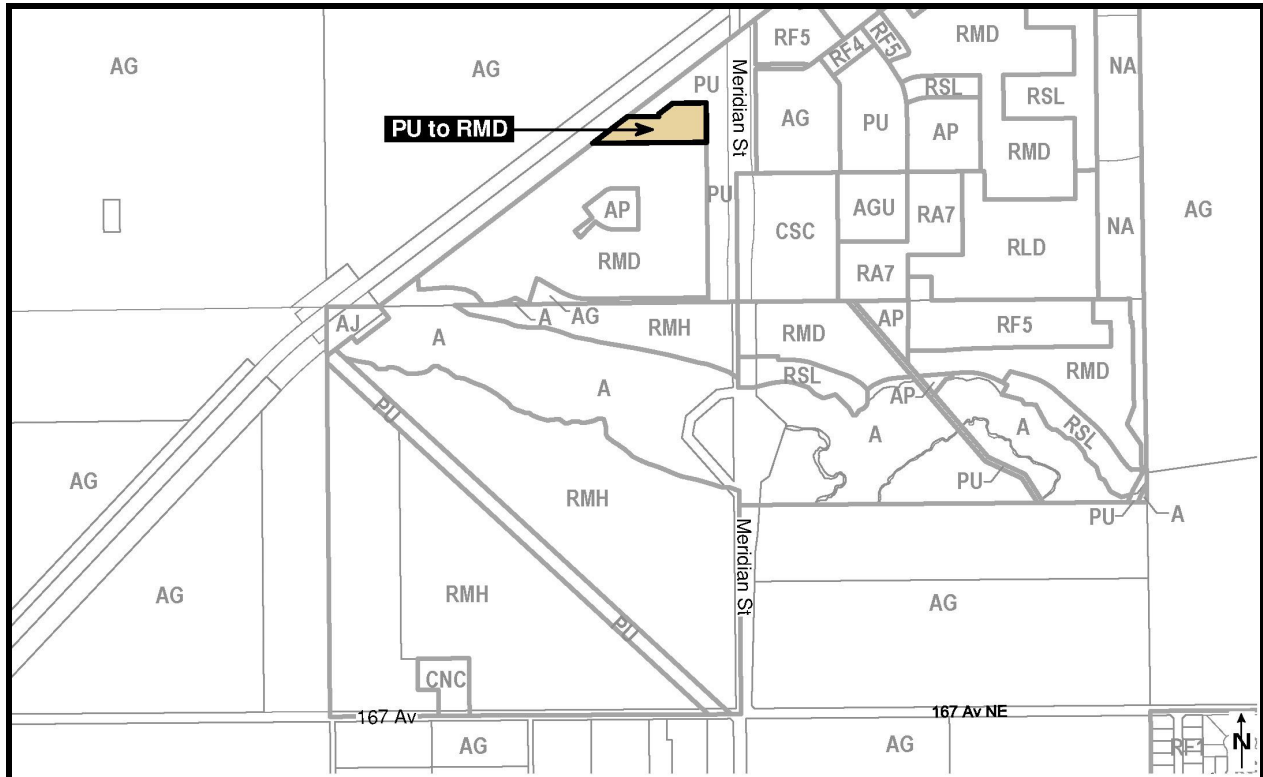 RF5
RF4
RF5
RMD
NA
AG
AG
PU
Meridian St
AG
PU
RSL
RSL
AP
PU to RMD
RMD
PU
AP
CSC
AGU
RA7
RLD
NA
AG
RMD
RA7
AJ
A
A
AG
RMH
RMD
AP
RF5
RSL
RMD
A
AP
PU
A
A
RSL
AG
RMH
PU
PU
A
Meridian St
AG
RMH
AG
PU
CNC
167 Av
167 Av NE
AG
AG
RF1
N